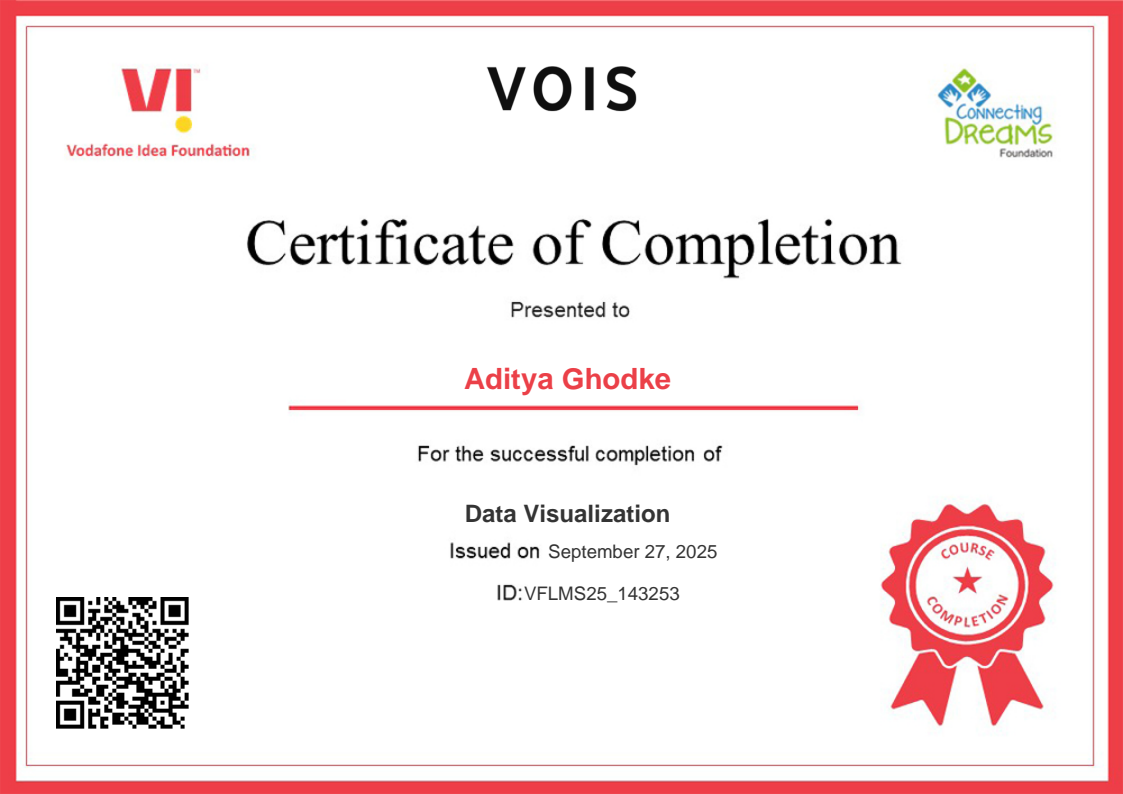 VI
TM
Vodafone Idea Foundation
VOIS
Connecting
Dreams
Foundation
Certificate of Completion
Presented to
Aditya Ghodke
For the successful completion of
Data Visualization
Issued on September 27, 2025
ID:VFLMS25_143253
COURSE
COMPLETION